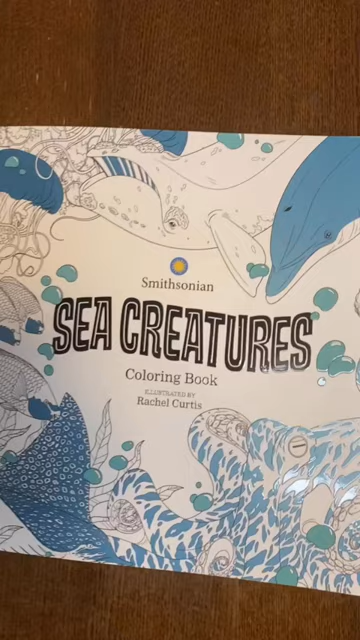 Smithsonian
SEA CREATURES
Coloring Book
ILLUSTRATED BY
Rachel Curtis